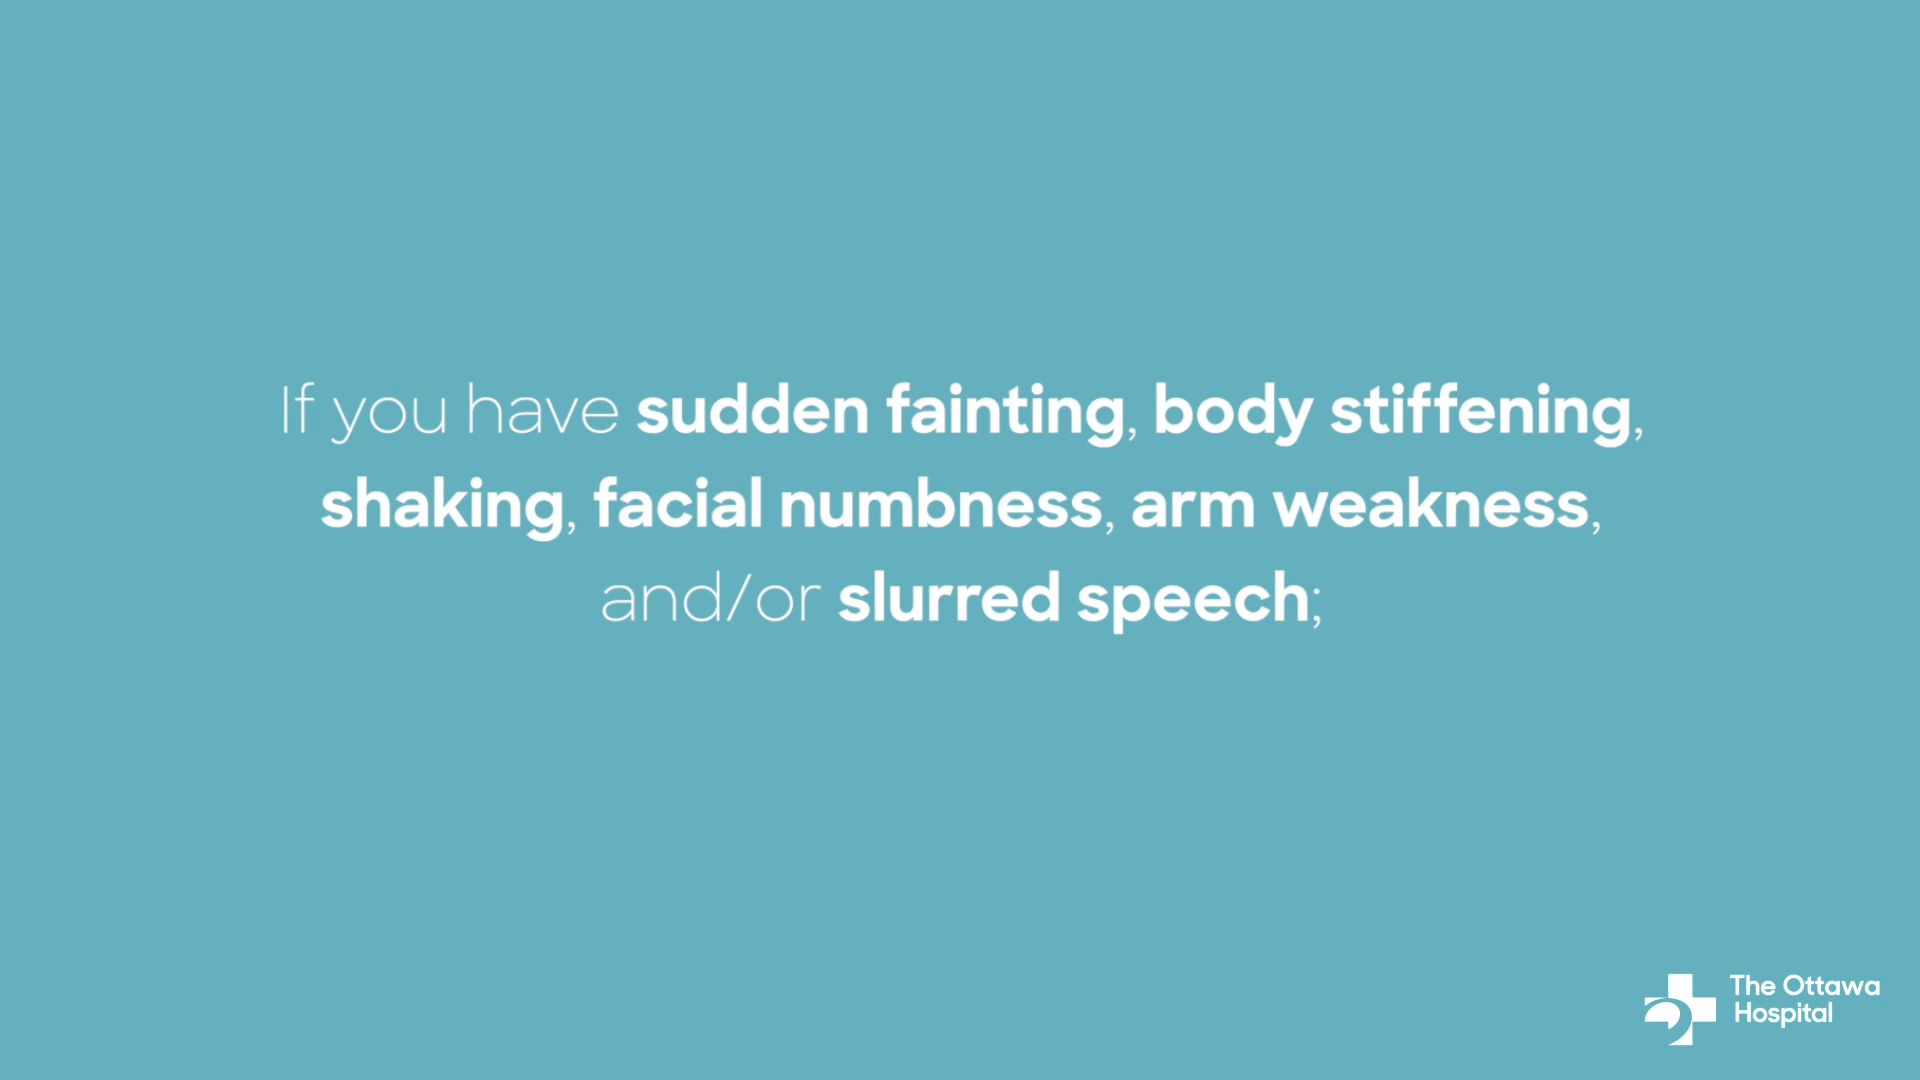 If you have sudden fainting, body stiffening,
shaking, facial numbness, arm weakness,
and/or slurred speech;
The Ottawa
Hospital